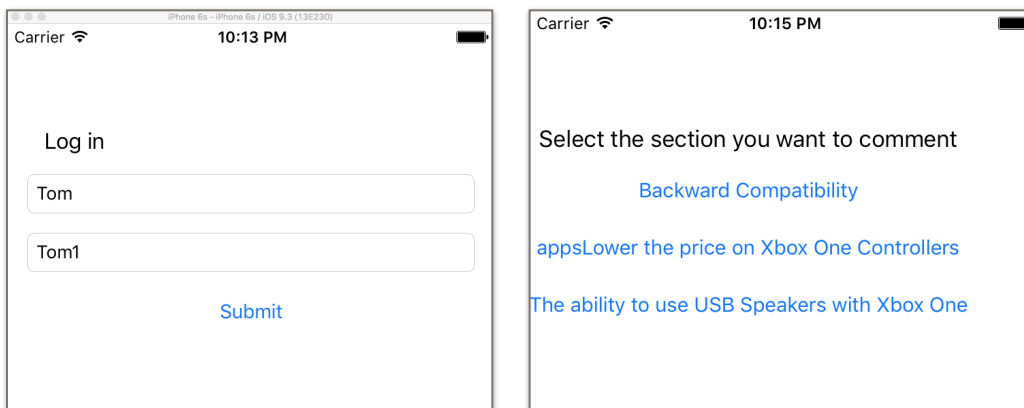 iPhone 6s - iPhone 6s / iOS 9.3 (13E230)
Carrier 10:13 PM
Log in
Tom
Tom1
Submit
Carrier 10:15 PM
Select the section you want to comment
Backward Compatibility
appsLower the price on Xbox One Controllers
The ability to use USB Speakers with Xbox One